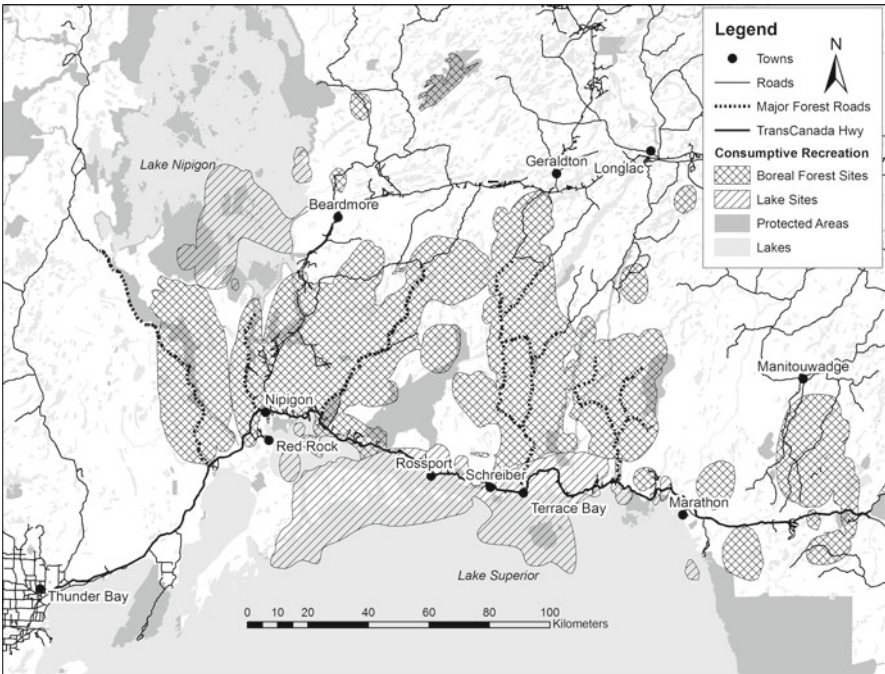 Legend
N
Towns
Roads
Major Forest Roads
TransCanada Hwy
Consumptive Recreation
Boreal Forest Sites
Lake Sites
Protected Areas
Lakes
Lake Nipigon
Geraldton
Longlac
Beardmore
Manitouwadge
Nipigon
Red Rock
Rossport
Schreiber
Terrace Bay
Marathon
Lake Superior
Thunder Bay
0 10 20 40 60 80 100
Kilometers